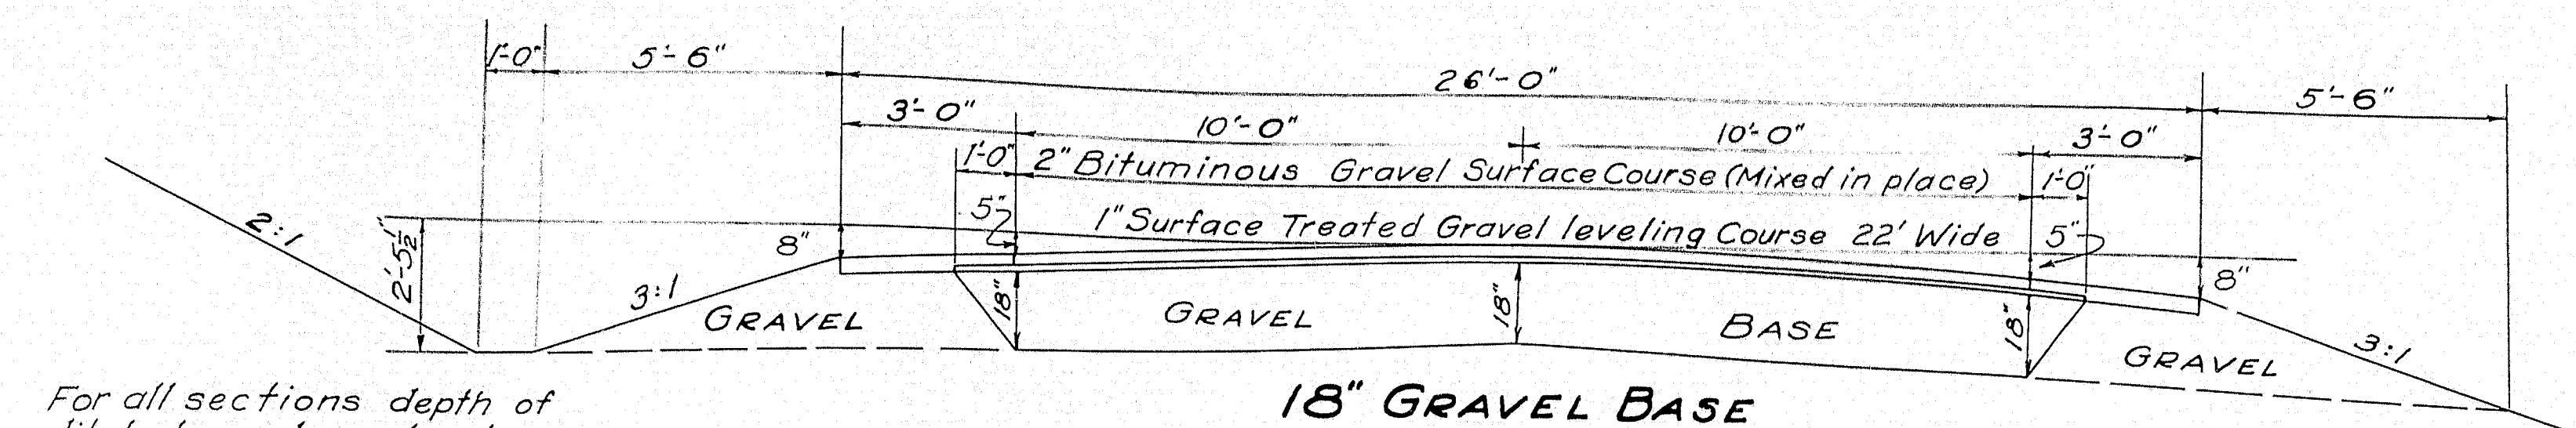 1'-0" 5'-6" 26'-0" 5'-6"
3'-0" 10'-0" 10'-0" 3'-0"
1'-0" 2" Bituminous Gravel Surface Course (Mixed in place) 1'-0"
5" 1" Surface Treated Gravel leveling Course 22' Wide 5"
2:1 2'-5½" 3:1 8" 8" 3:1
GRAVEL 18" GRAVEL 18" BASE 18" GRAVEL
18" GRAVEL BASE
For all sections depth of